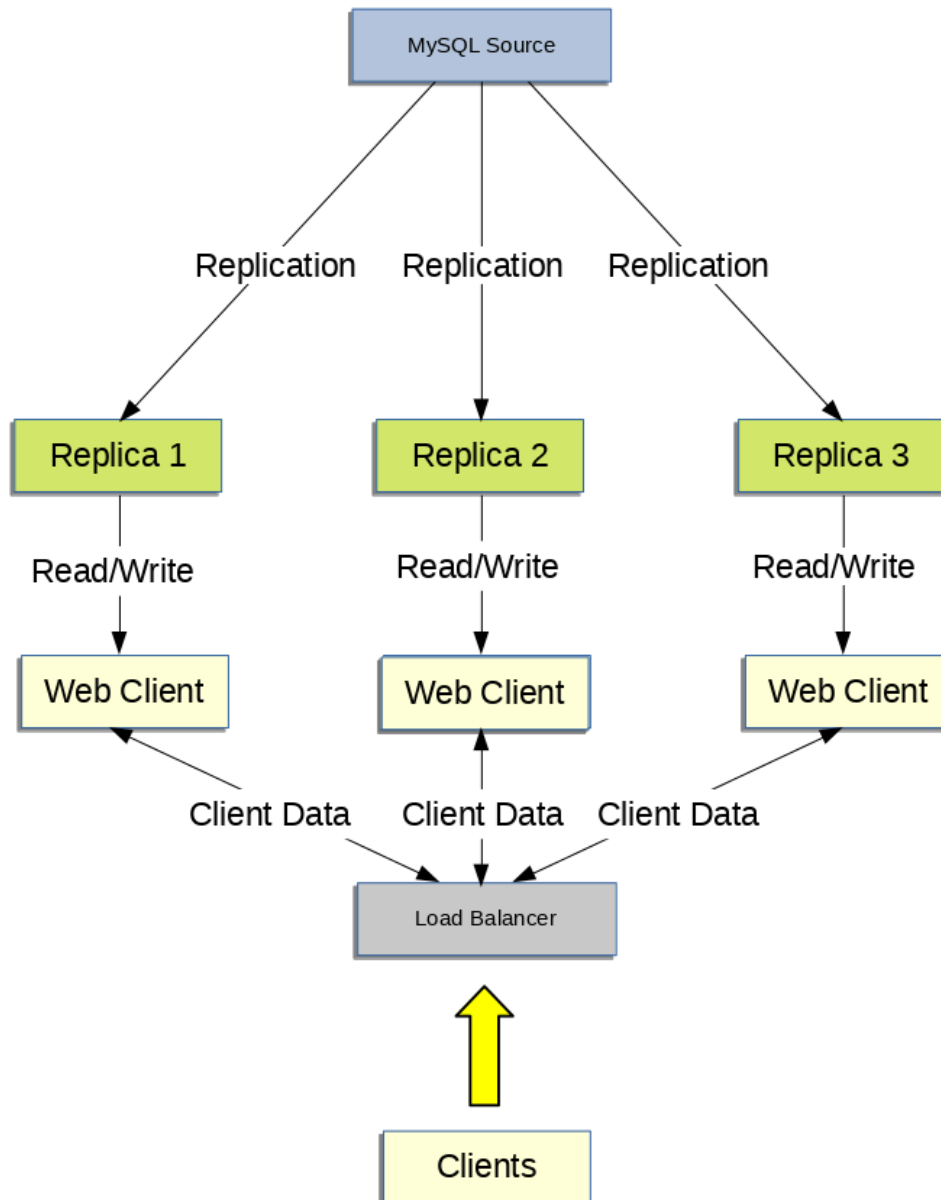 MySQL Source
Replication Replication Replication
Replica 1 Replica 2 Replica 3
Read/Write Read/Write Read/Write
Web Client Web Client Web Client
Client Data Client Data Client Data
Load Balancer
Clients